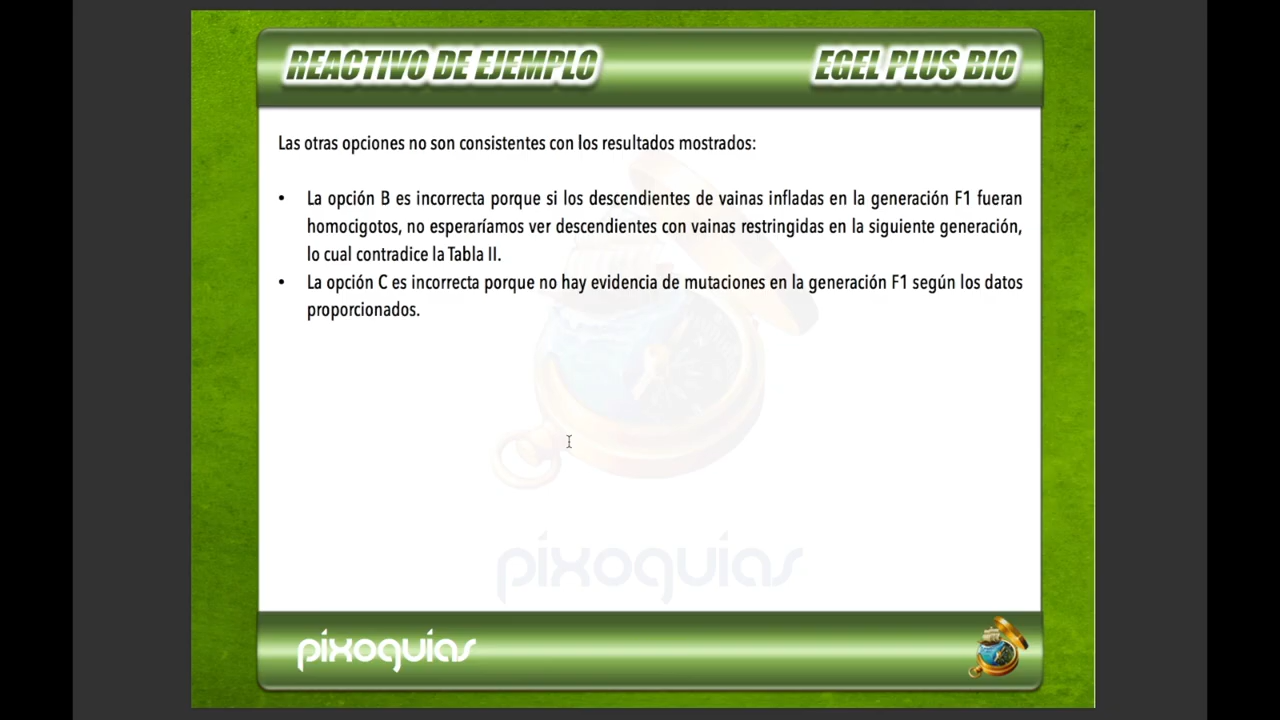 REACTIVO DE EJEMPLO
EGEL PLUS BIO
Las otras opciones no son consistentes con los resultados mostrados:
• La opción B es incorrecta porque si los descendientes de vainas infladas en la generación F1 fueran
homocigotos, no esperaríamos ver descendientes con vainas restringidas en la siguiente generación,
lo cual contradice la Tabla II.
• La opción C es incorrecta porque no hay evidencia de mutaciones en la generación F1 según los datos
proporcionados.
pixoguías
pixoguías